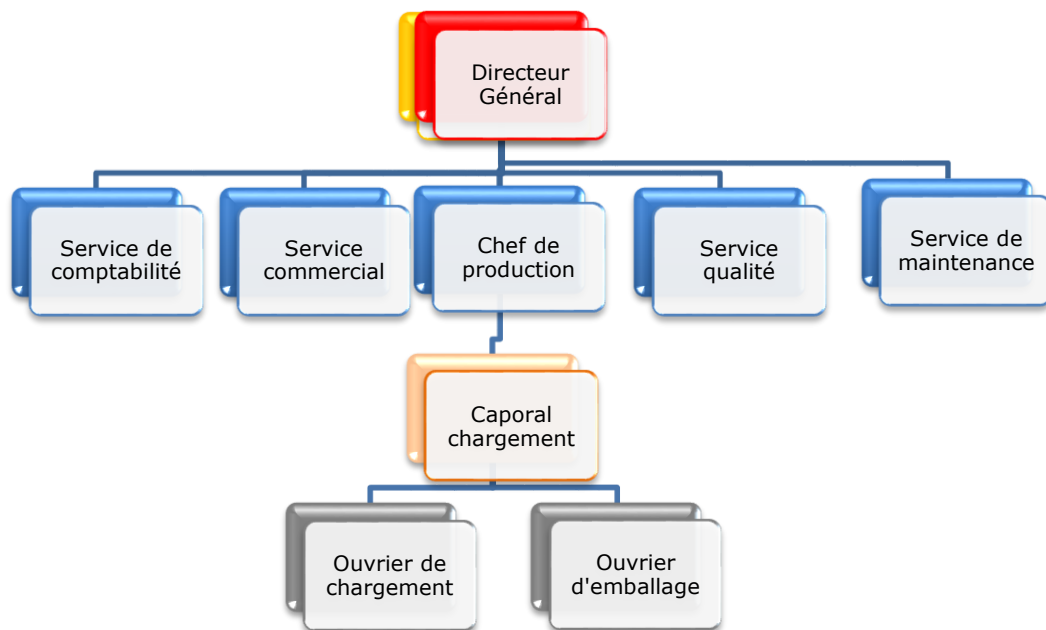 Directeur
Général
Service de
comptabilité
Service
commercial
Chef de
production
Service
qualité
Service de
maintenance
Caporal
chargement
Ouvrier de
chargement
Ouvrier
d'emballage